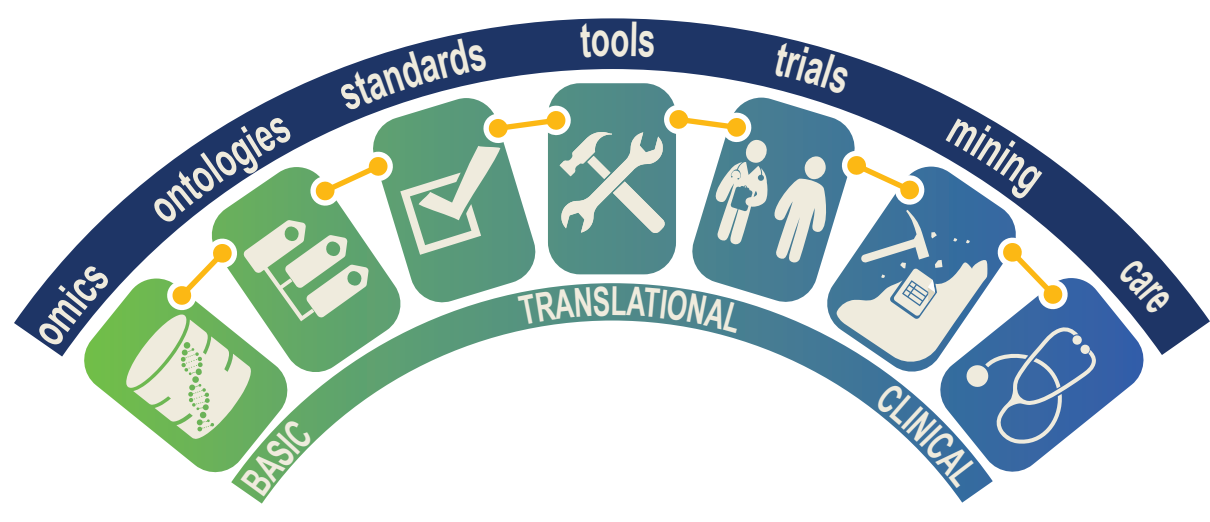 omics
ontologies
standards
tools
trials
mining
care
BASIC
TRANSLATIONAL
CLINICAL